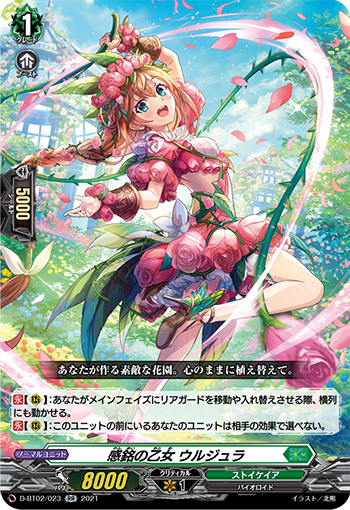 1
グレード
ブースト
5000
シールド
あなたが作る素敵な花園。心のままに植え替えて。
永【R】:あなたがメインフェイズにリアガードを移動や入れ替えさせる際、横列
にも動かせる。
永【R】:このユニットの前にいるあなたのユニットは相手の効果で選べない。
ノーマルユニット
感銘の乙女 ウルジュラ
ストイケイア
パワー
8000
クリティカル
1
バイオロイド
D-BT02/023 RR 2021
イラスト/北熊